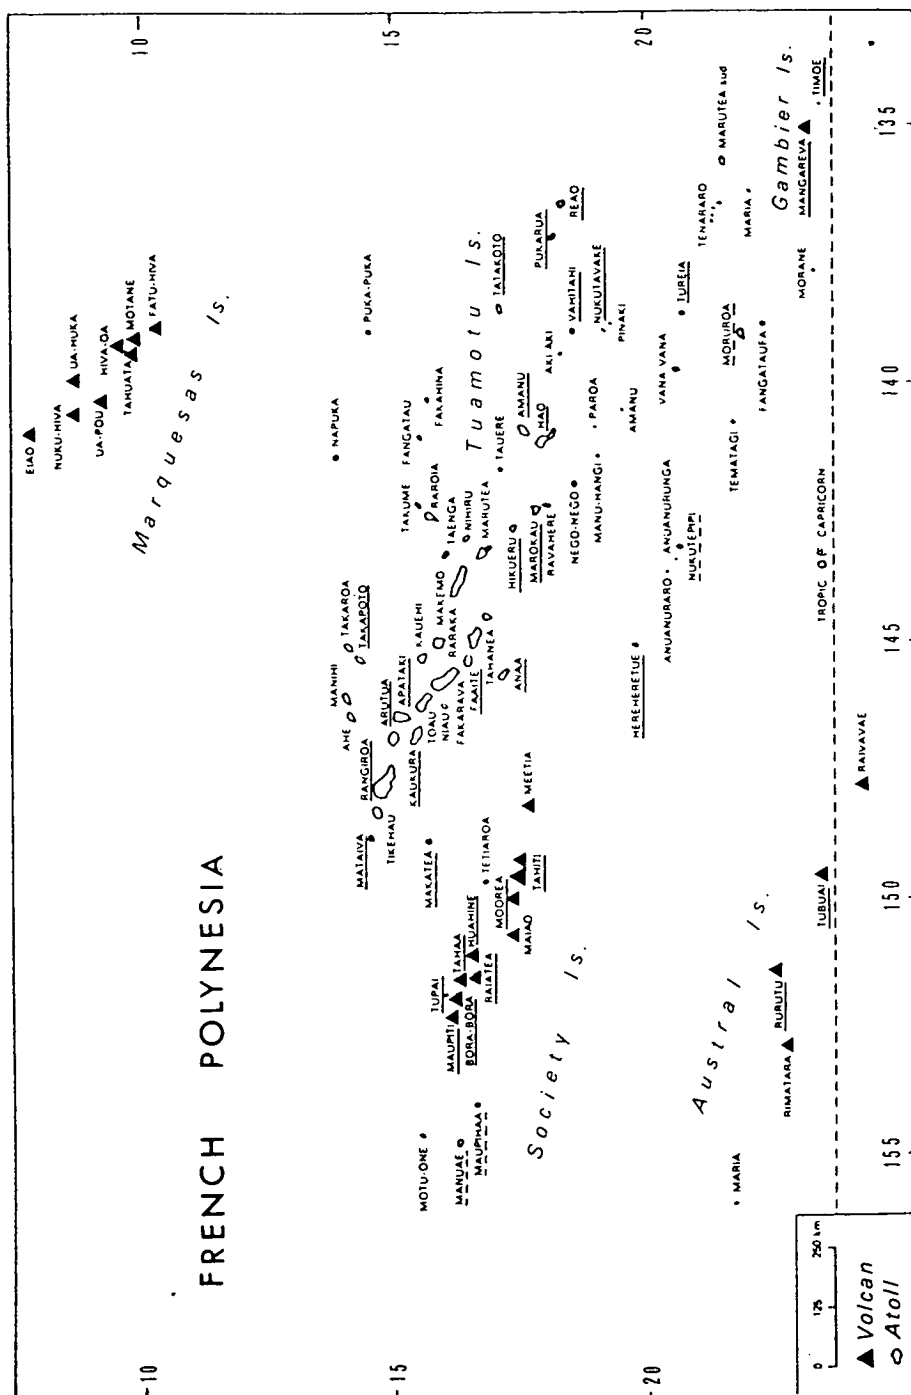 FRENCH POLYNESIA
10
15
20
135
140
145
150
155
-10
-15
-20
Marquesas Is.
EIAO
NUKU-HIVA
UA-HUKA
UA-POU
HIVA-OA
TAHUATA
MOTANE
FATU-HIVA
Tuamotu Is.
NAPUKA
PUKA-PUKA
MANIHI
AHE
TAKAROA
TAKAPOTO
MATAIVA
TIKEHAU
RANGIROA
ARUTUA
APATAKI
KAUKURA
TOAU
NIAU
KAUEHI
FAKARAVA
RARAKA
FAAITE
TAHANEA
ANAA
MAKEMO
TAENGA
NIHIRU
MARUTEA
TAKUME
RAROIA
FANGATAU
FAKAHINA
TAUERE
HIKUERU
MAROKAU
RAVAHERE
NEGO-NEGO
MANU-HANGI
PAROA
AMANU
HAO
AMANU
AKI AKI
VAHITAHI
NUKUTAVAKE
PINAKI
TATAKOTO
PUKARUA
REAO
VANA VANA
TUREIA
TENARARO
MARUTEA sud
MARIA
MORUROA
FANGATAUFA
TEMATAGI
MORANE
ANUANURARO
ANUANURUNGA
NUKUTEPIPI
HEREHERETUE
MAKATEA
Gambier Is.
MANGAREVA
TIMOE
Society Is.
MEETIA
TETIAROA
TAHITI
MOOREA
MAIAO
HUAHINE
TAHAA
RAIATEA
TUPAI
BORA-BORA
MAUPITI
MAUPIHAA
MANUAE
MOTU-ONE
Austral Is.
RAIVAVAE
TUBUAI
RURUTU
RIMATARA
MARIA
TROPIC OF CAPRICORN
0 125 250 km
Volcan
Atoll